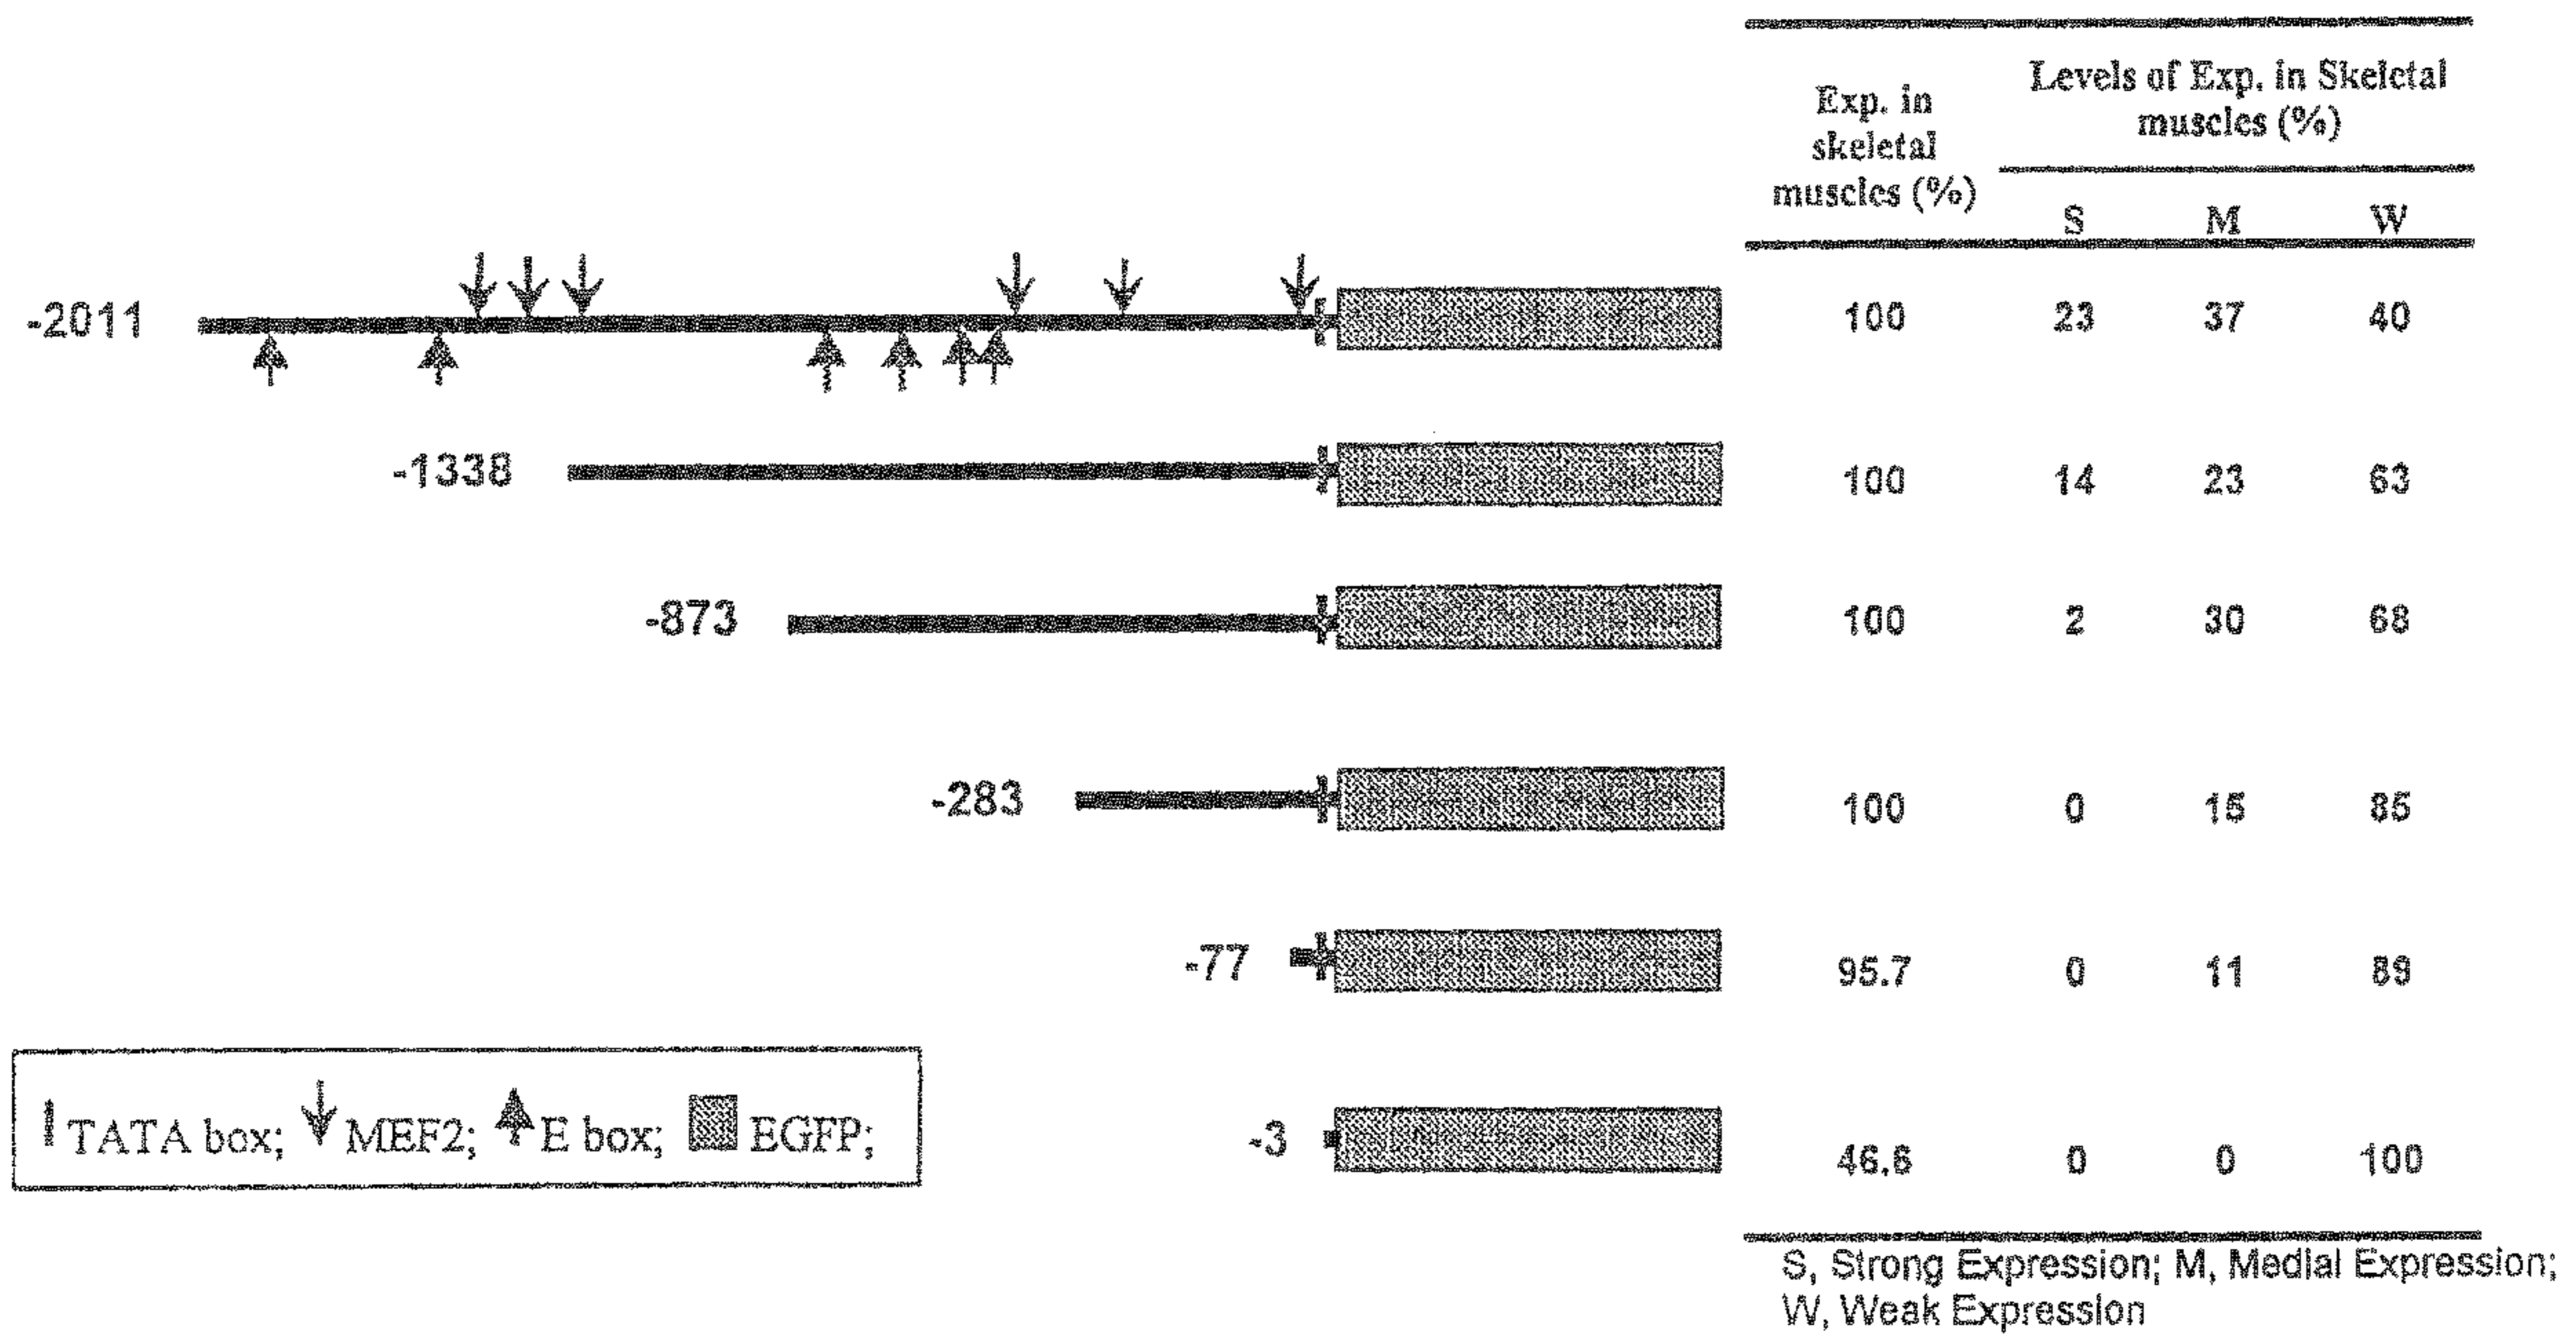 Exp. in
skeletal
muscles (%)
Levels of Exp. in Skeletal
muscles (%)
S M W
-2011 100 23 37 40
-1338 100 14 23 63
-873 100 2 30 68
-283 100 0 15 85
-77 95.7 0 11 89
-3 46.6 0 0 100
TATA box; MEF2; E box; EGFP;
S, Strong Expression; M, Medial Expression;
W, Weak Expression